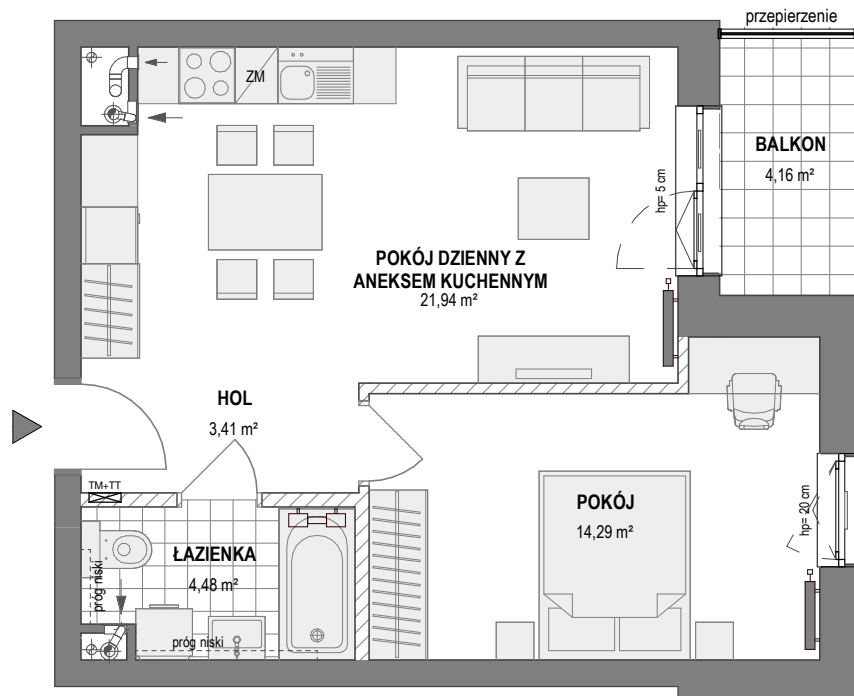 przepierzenie
ZM
BALKON
4,16 m²
hp= 5 cm
POKÓJ DZIENNY Z
ANEKSEM KUCHENNYM
21,94 m²
HOL
3,41 m²
TM+TT
POKÓJ
14,29 m²
hp= 20 cm
ŁAZIENKA
4,48 m²
próg niski
próg niski